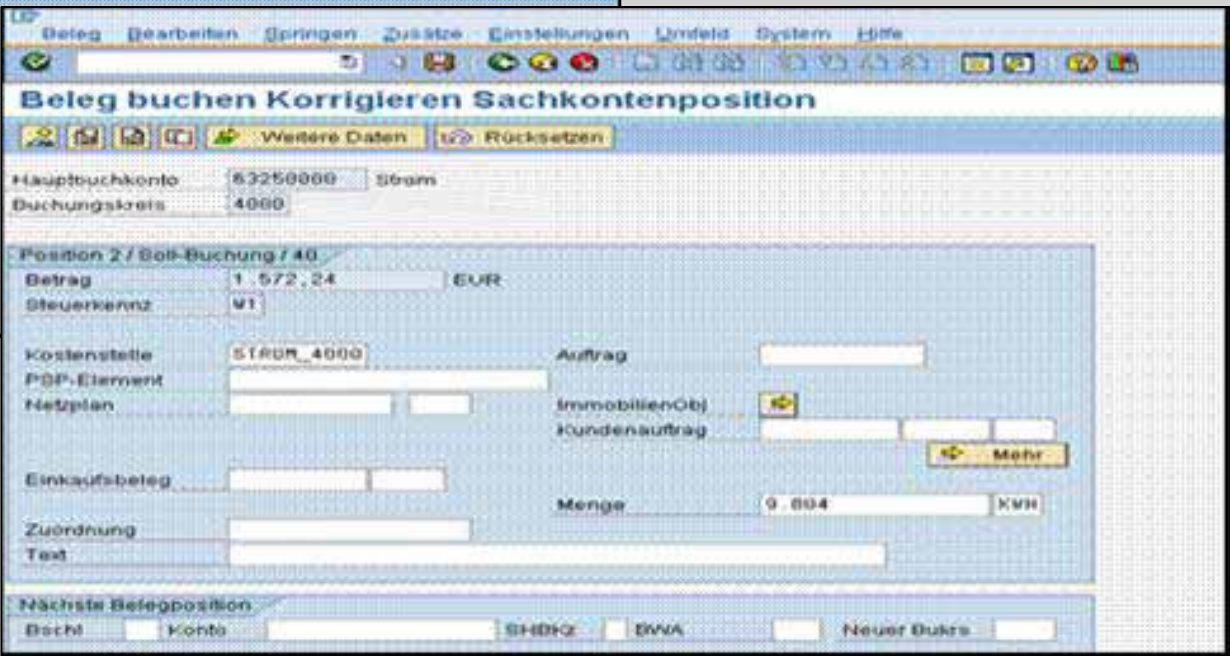 Beleg Bearbeiten Springen Zusätze Einstellungen Umfeld System Hilfe
Beleg buchen Korrigieren Sachkontenposition
Weitere Daten Rücksetzen
Hauptbuchkonto 63250000 Strom
Buchungskreis 4000
Position 2 / Soll-Buchung / 40
Betrag 1.572,24 EUR
Steuerkennz W1
Kostenstelle STROM_4000 Auftrag
PSP-Element
Netzplan ImmobilienObj
Kundenauftrag
Mehr
Einkaufsbeleg
Menge 9.804 KWH
Zuordnung
Text
Nächste Belegposition
Bschl Konto SHBKz BWA Neuer Bukrs